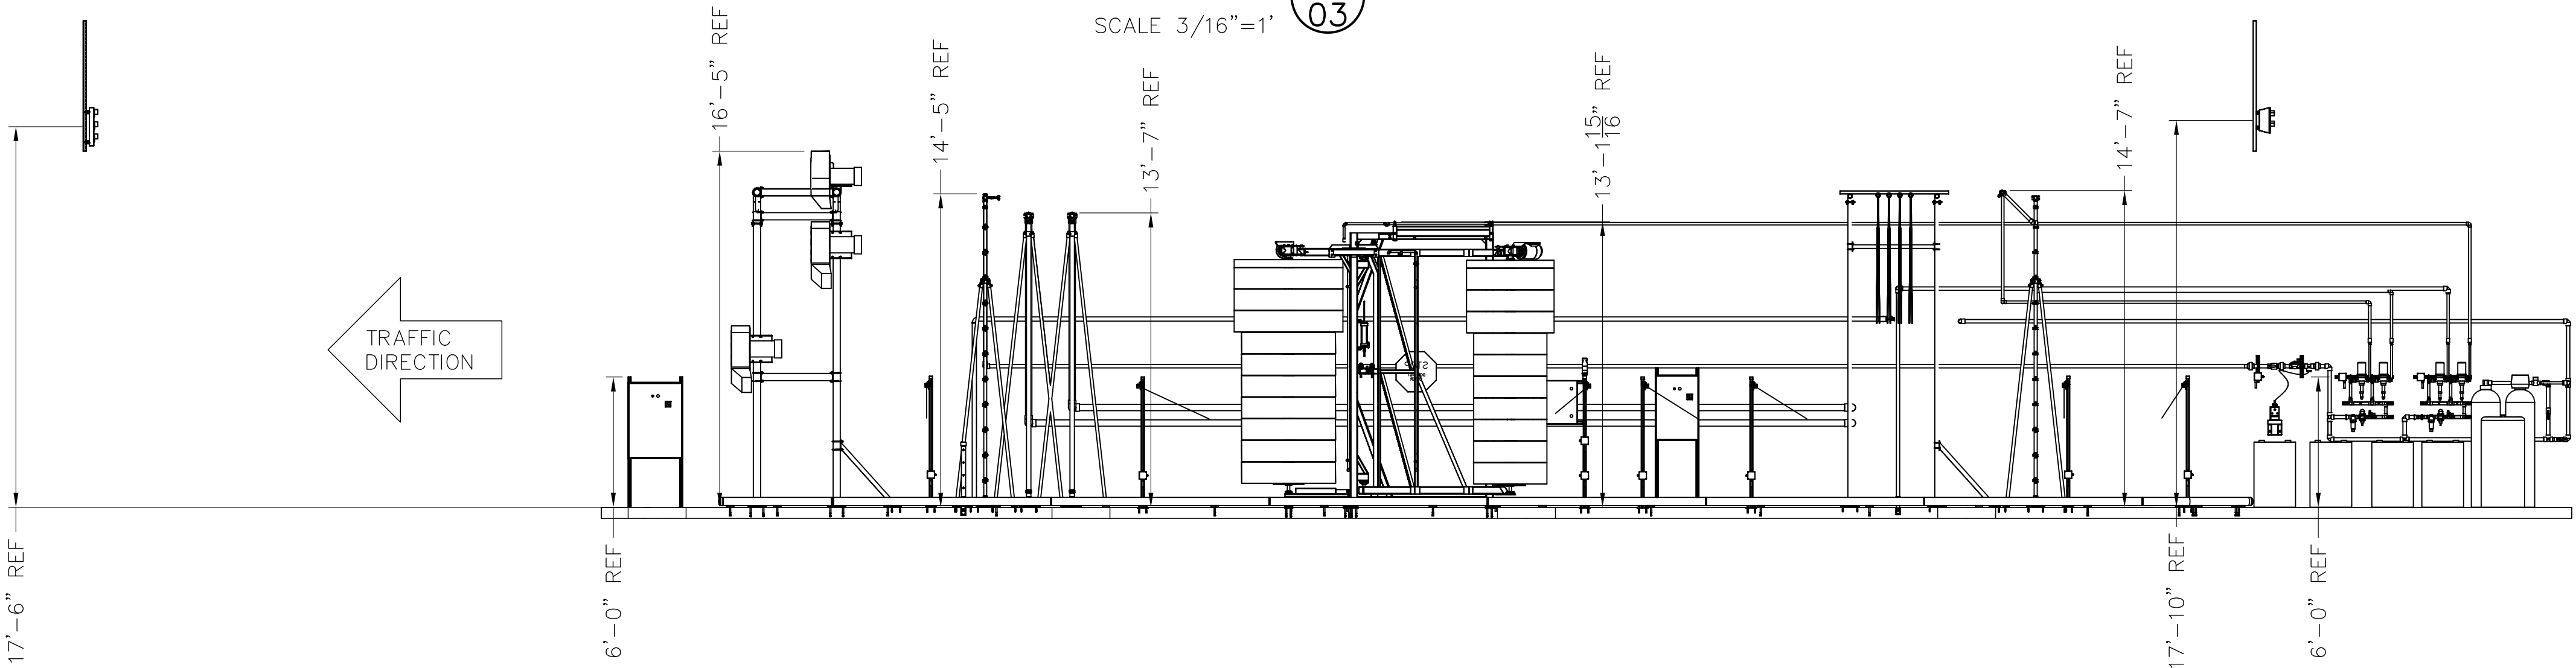 03
SCALE 3/16"=1'
16'-5" REF
14'-5" REF
13'-7" REF
13'-1 15/16" REF
14'-7" REF
TRAFFIC
DIRECTION
STOP
17'-6" REF
6'-0" REF
17'-10" REF
6'-0" REF